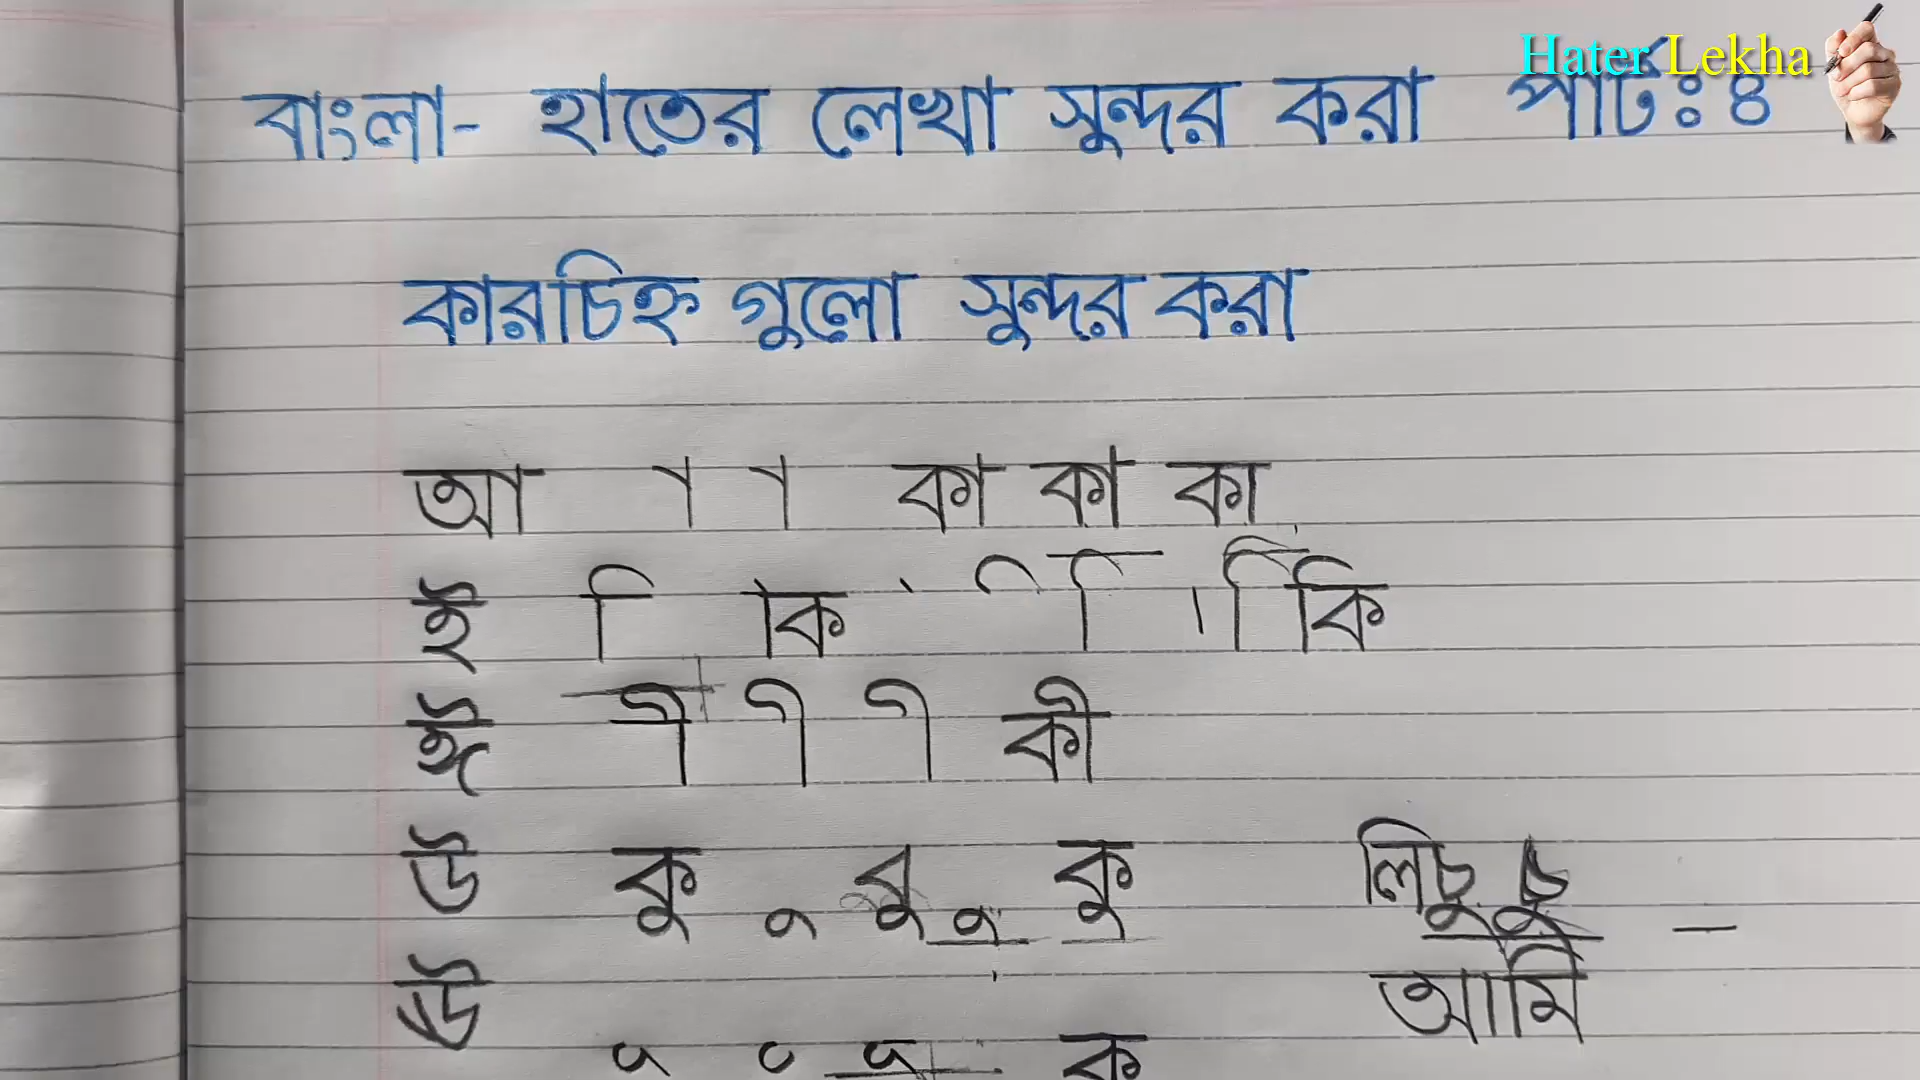 Hater Lekha
বাংলা- হাতের লেখা সুন্দর করা পার্ট: ৪
কারচিহ্ন গুলো সুন্দর করা
আ া া কা কা কা
ই ি কি
ঈ ী ী ী কী
উ কু ু বু ু কু লিচু চু
ঊ আমি
ূ ক